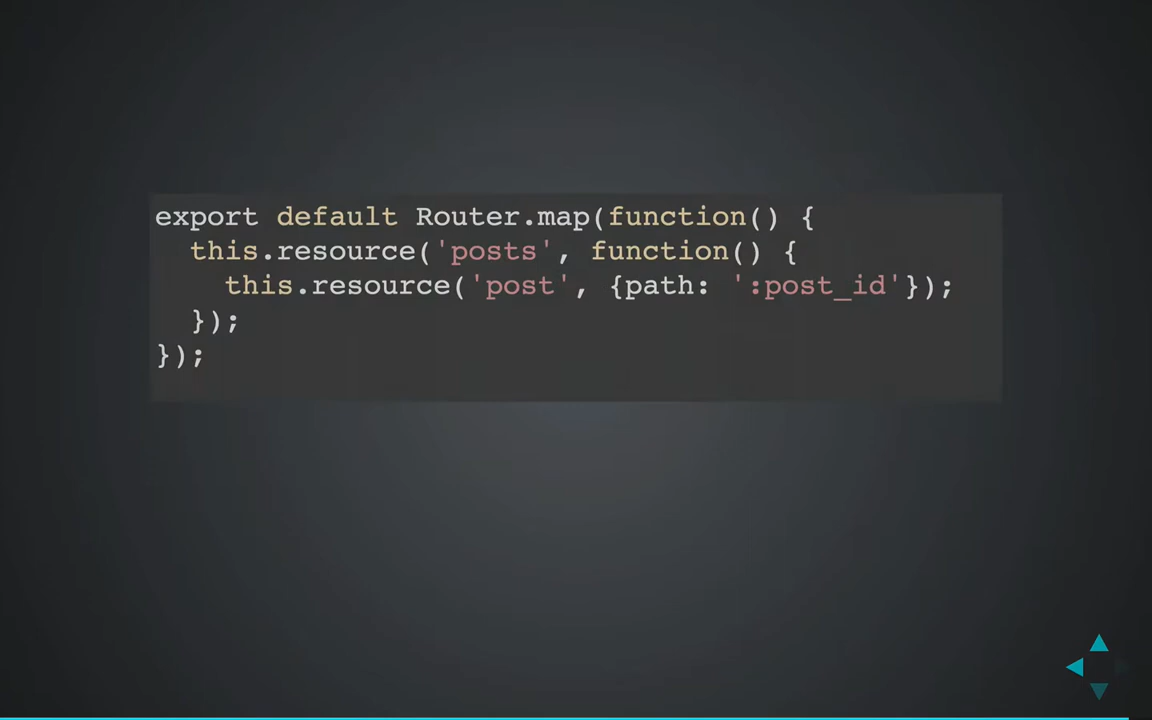 export default Router.map(function() {
  this.resource('posts', function() {
    this.resource('post', {path: ':post_id'});
  });
});